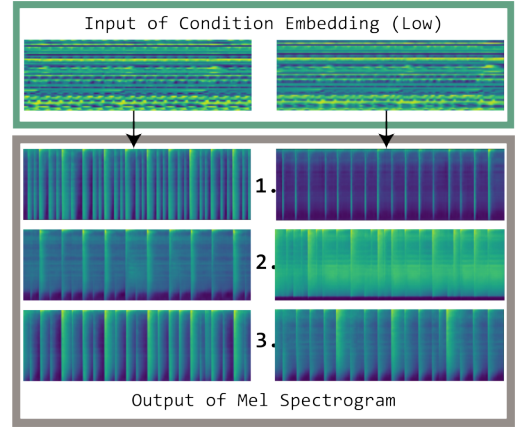 Input of Condition Embedding (Low)
1.
2.
3.
Output of Mel Spectrogram